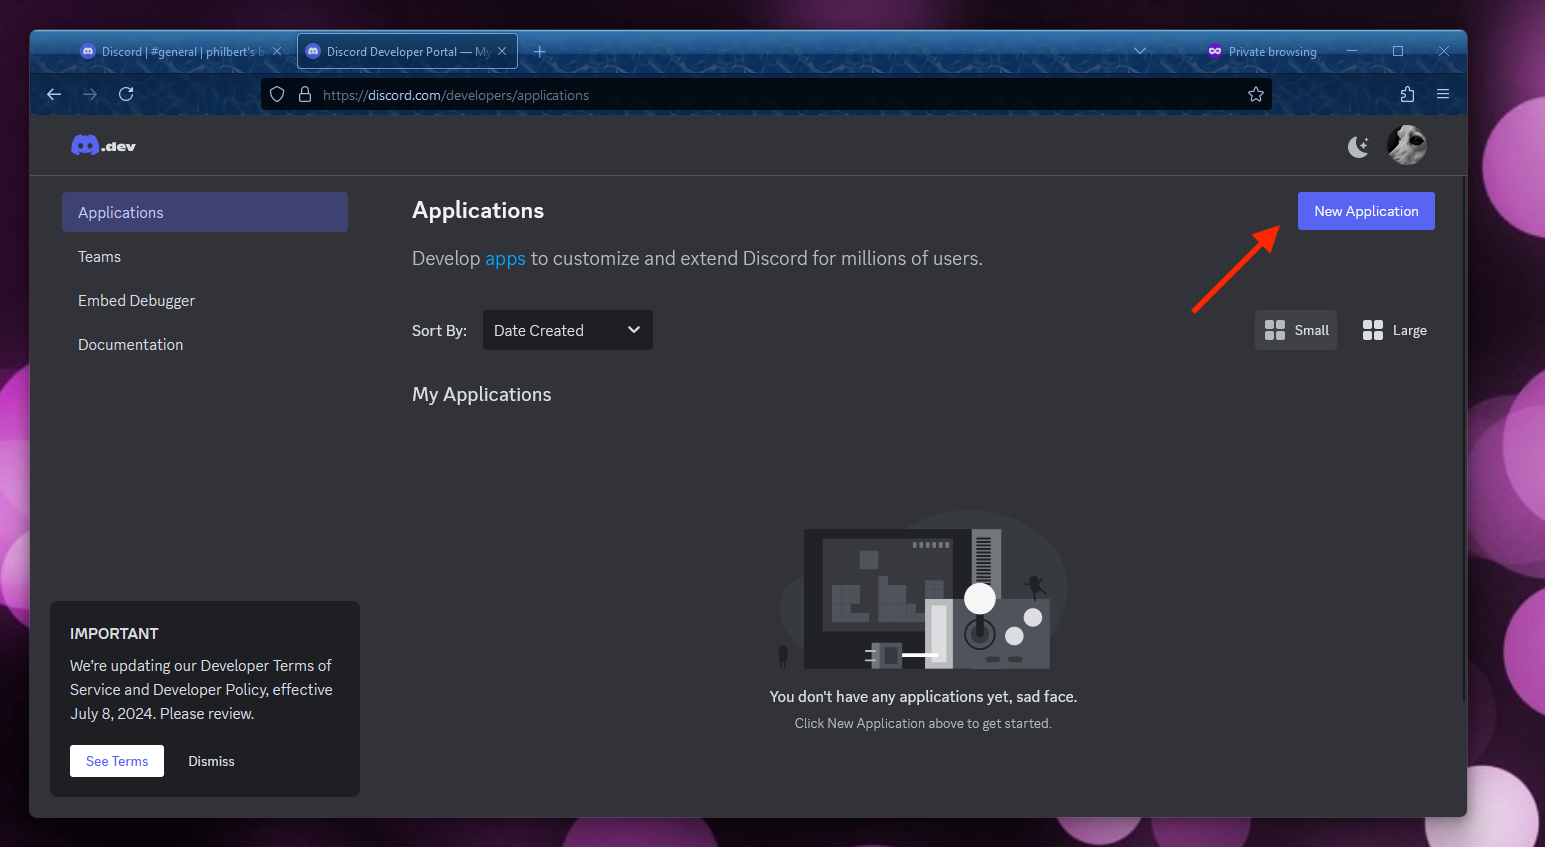 Discord | #general | philbert's b
Discord Developer Portal — My
Private browsing
https://discord.com/developers/applications
.dev
Applications
Teams
Embed Debugger
Documentation
Applications
New Application
Develop apps to customize and extend Discord for millions of users.
Sort By:
Date Created
Small
Large
My Applications
You don't have any applications yet, sad face.
Click New Application above to get started.
IMPORTANT
We're updating our Developer Terms of
Service and Developer Policy, effective
July 8, 2024. Please review.
See Terms
Dismiss